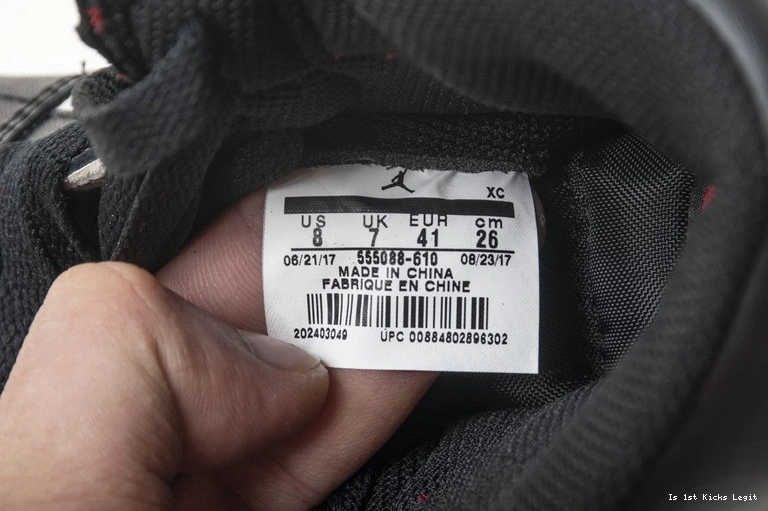 XC
US UK EUR cm
8 7 41 26
06/21/17 555088-610 08/23/17
MADE IN CHINA
FABRIQUE EN CHINE
202403049 UPC 00884802896302
Is 1st Kicks Legit